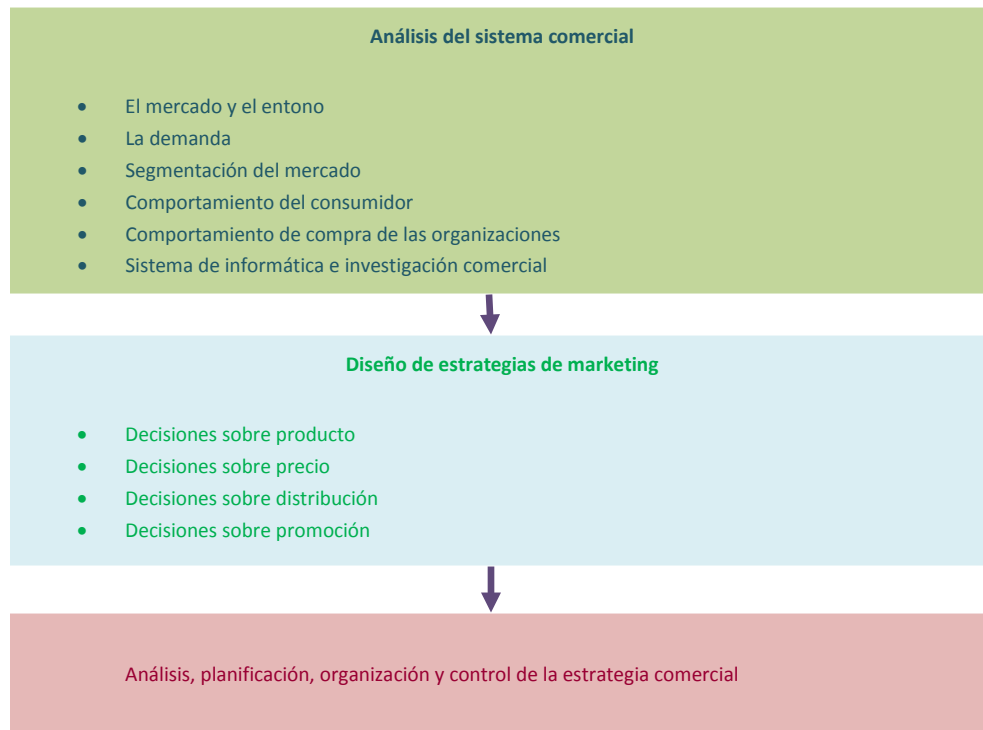 Análisis del sistema comercial
• El mercado y el entono
• La demanda
• Segmentación del mercado
• Comportamiento del consumidor
• Comportamiento de compra de las organizaciones
• Sistema de informática e investigación comercial
Diseño de estrategias de marketing
• Decisiones sobre producto
• Decisiones sobre precio
• Decisiones sobre distribución
• Decisiones sobre promoción
Análisis, planificación, organización y control de la estrategia comercial